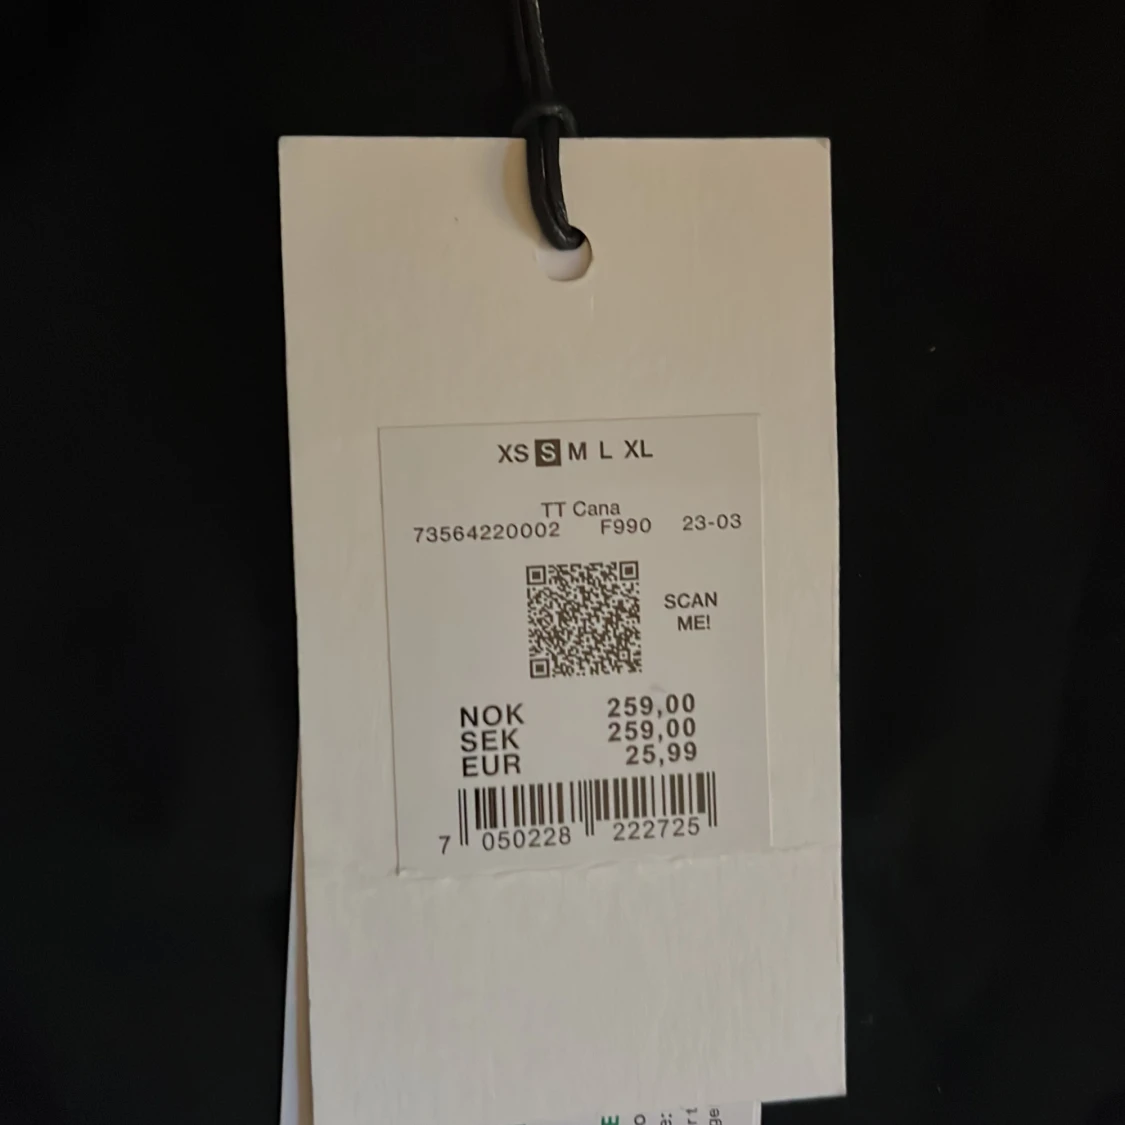 XS S M L XL
TT Cana
73564220002 F990 23-03
SCAN
ME!
NOK 259,00
SEK 259,00
EUR 25,99
7 050228 222725